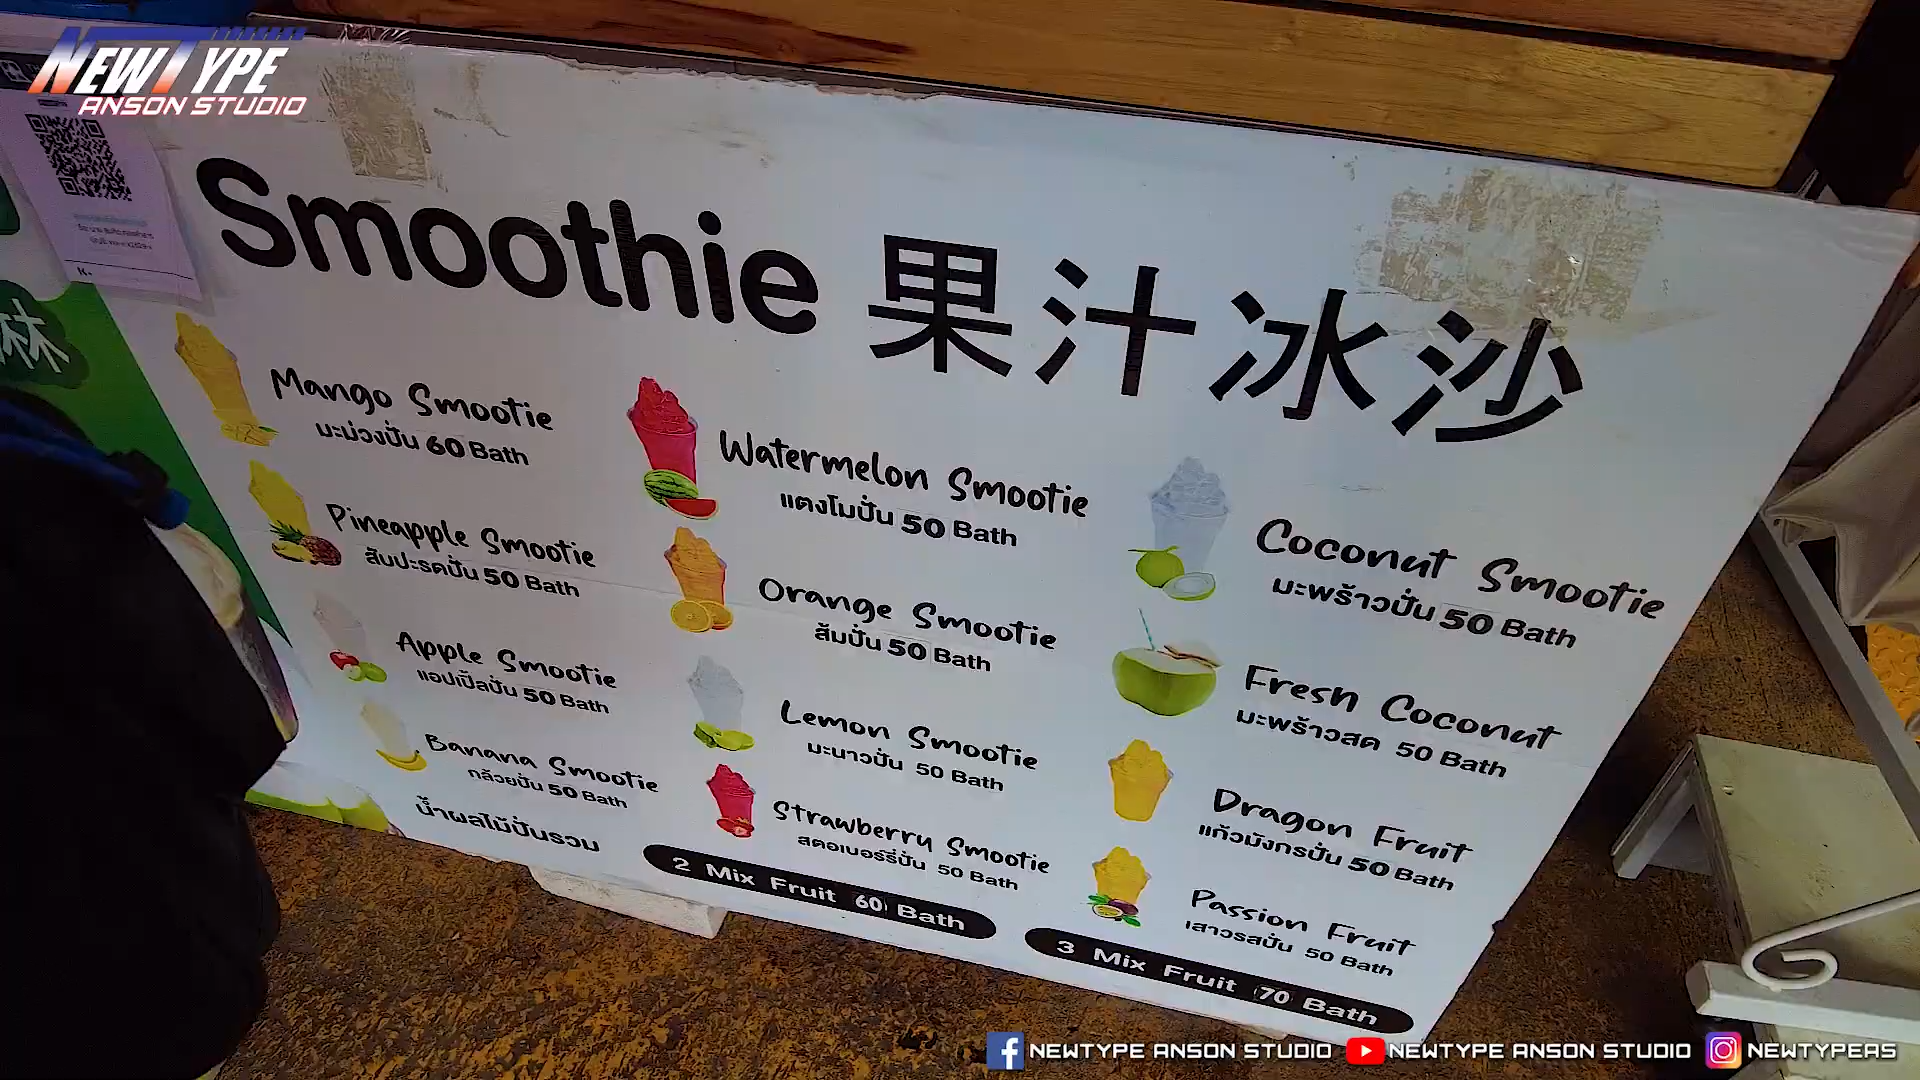 NEWTYPE
ANSON STUDIO
Smoothie 果汁冰沙
Mango Smootie
มะม่วงปั่น 60 Bath
Pineapple Smootie
สับปะรดปั่น 50 Bath
Apple Smootie
แอปเปิ้ลปั่น 50 Bath
Banana Smootie
กล้วยปั่น 50 Bath
น้ำผลไม้ปั่นรวม
Watermelon Smootie
แตงโมปั่น 50 Bath
Orange Smootie
ส้มปั่น 50 Bath
Lemon Smootie
มะนาวปั่น 50 Bath
Strawberry Smootie
สตอเบอร์รี่ปั่น 50 Bath
2 Mix Fruit 60 Bath
Coconut Smootie
มะพร้าวปั่น 50 Bath
Fresh Coconut
มะพร้าวสด 50 Bath
Dragon Fruit
แก้วมังกรปั่น 50 Bath
Passion Fruit
เสาวรสปั่น 50 Bath
3 Mix Fruit 70 Bath
林
K+
NEWTYPE ANSON STUDIO NEWTYPE ANSON STUDIO NEWTYPEAS